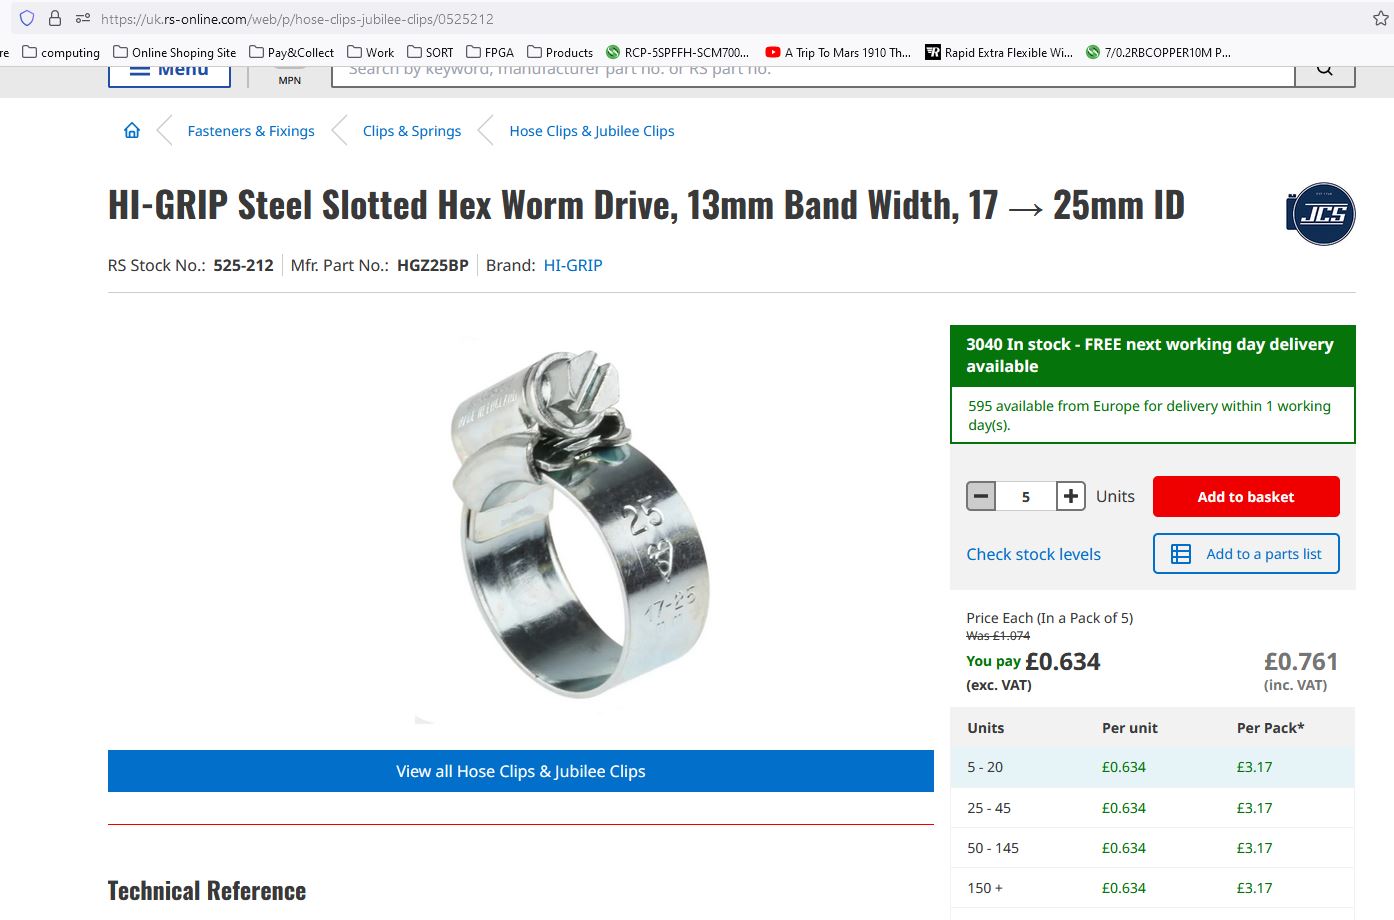 https://uk.rs-online.com/web/p/hose-clips-jubilee-clips/0525212
re computing Online Shoping Site Pay&Collect Work SORT FPGA Products RCP-5SPFFH-SCM700... A Trip To Mars 1910 Th... Rapid Extra Flexible Wi... 7/0.2RBCOPPER10M P...
Menu MPN Search by keyword, manufacturer part no. or RS part no.
Fasteners & Fixings Clips & Springs Hose Clips & Jubilee Clips
HI-GRIP Steel Slotted Hex Worm Drive, 13mm Band Width, 17 → 25mm ID
JCS
RS Stock No.: 525-212 Mfr. Part No.: HGZ25BP Brand: HI-GRIP
25
17-25
3040 In stock - FREE next working day delivery
available
595 available from Europe for delivery within 1 working
day(s).
5 Units Add to basket
Check stock levels Add to a parts list
Price Each (In a Pack of 5)
Was £1.074
You pay £0.634 £0.761
(exc. VAT) (inc. VAT)
Units Per unit Per Pack*
5 - 20 £0.634 £3.17
25 - 45 £0.634 £3.17
50 - 145 £0.634 £3.17
150 + £0.634 £3.17
View all Hose Clips & Jubilee Clips
Technical Reference